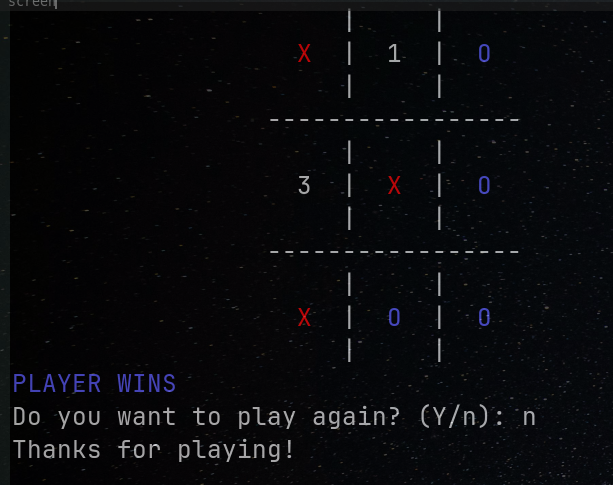 screen
X | 1 | O
3 | X | O
X | O | O
PLAYER WINS
Do you want to play again? (Y/n): n
Thanks for playing!